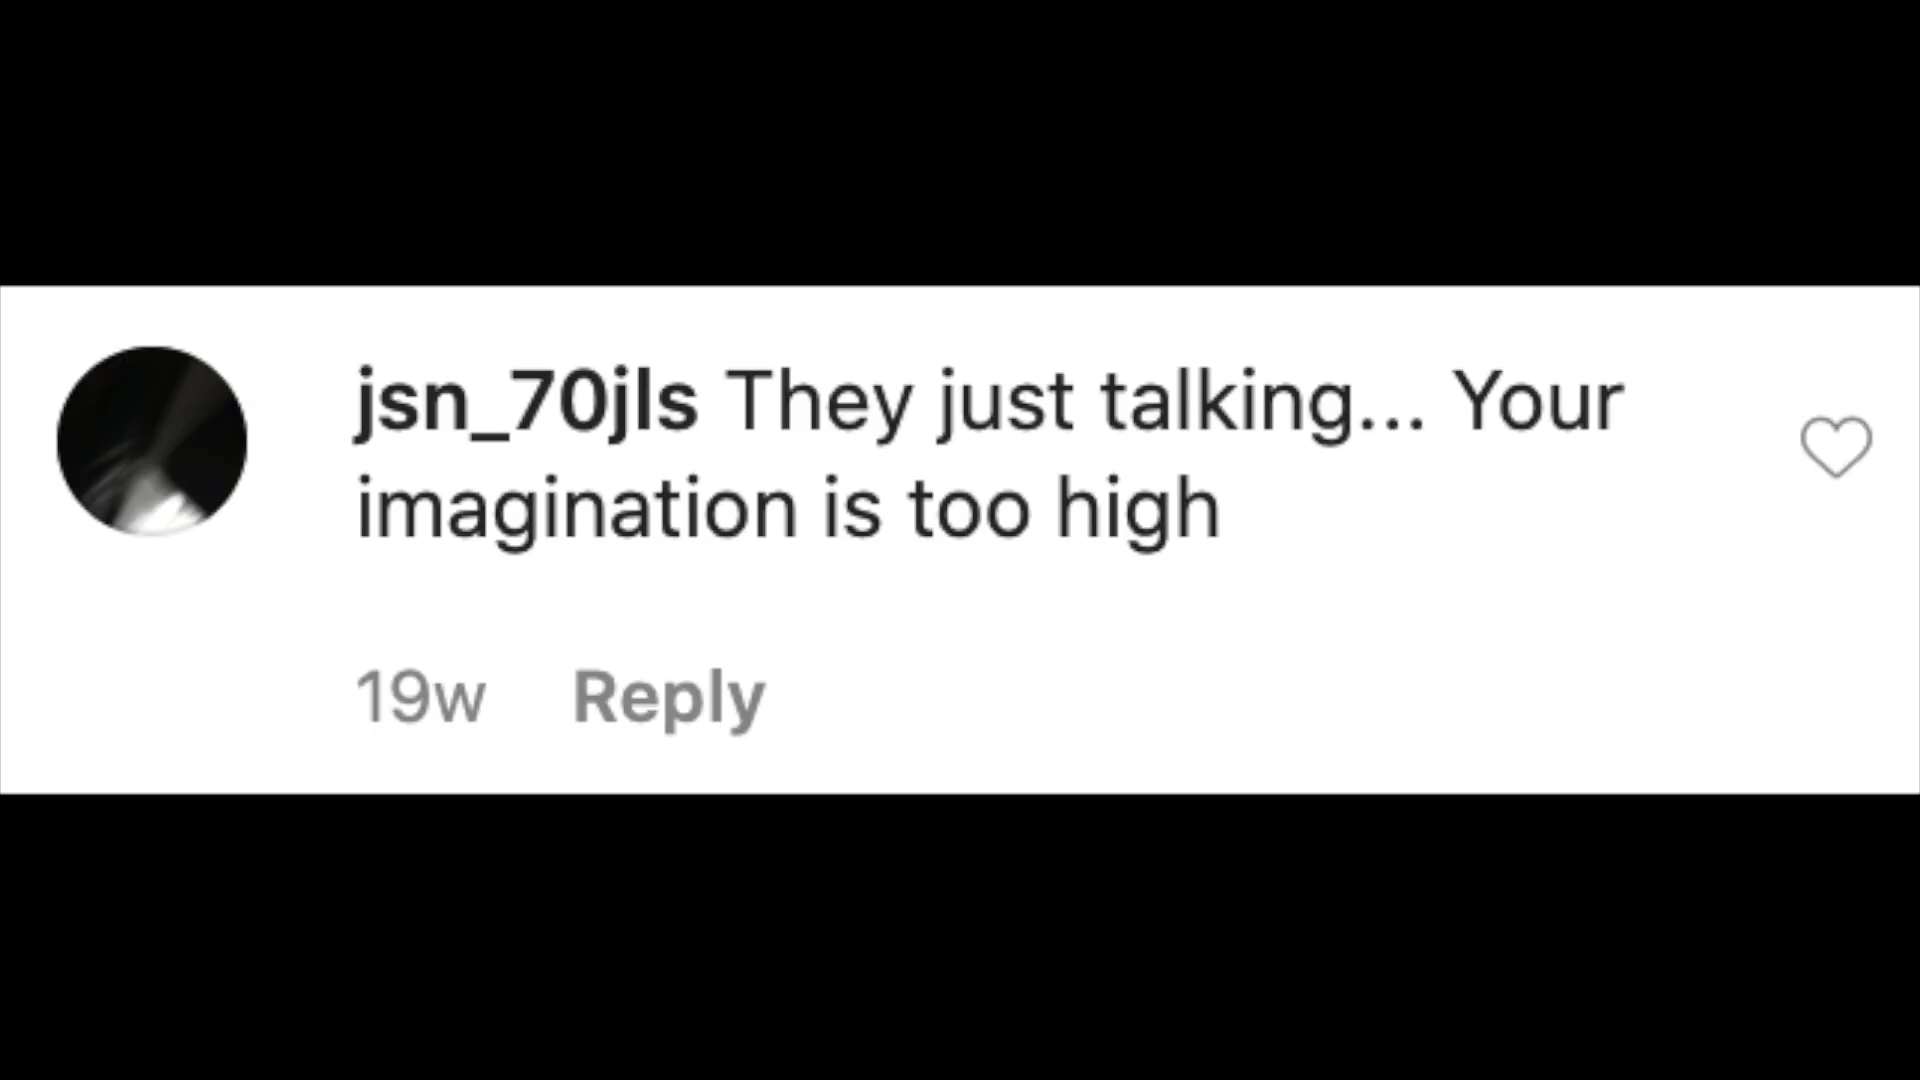 jsn_70jls They just talking... Your
imagination is too high
19w Reply